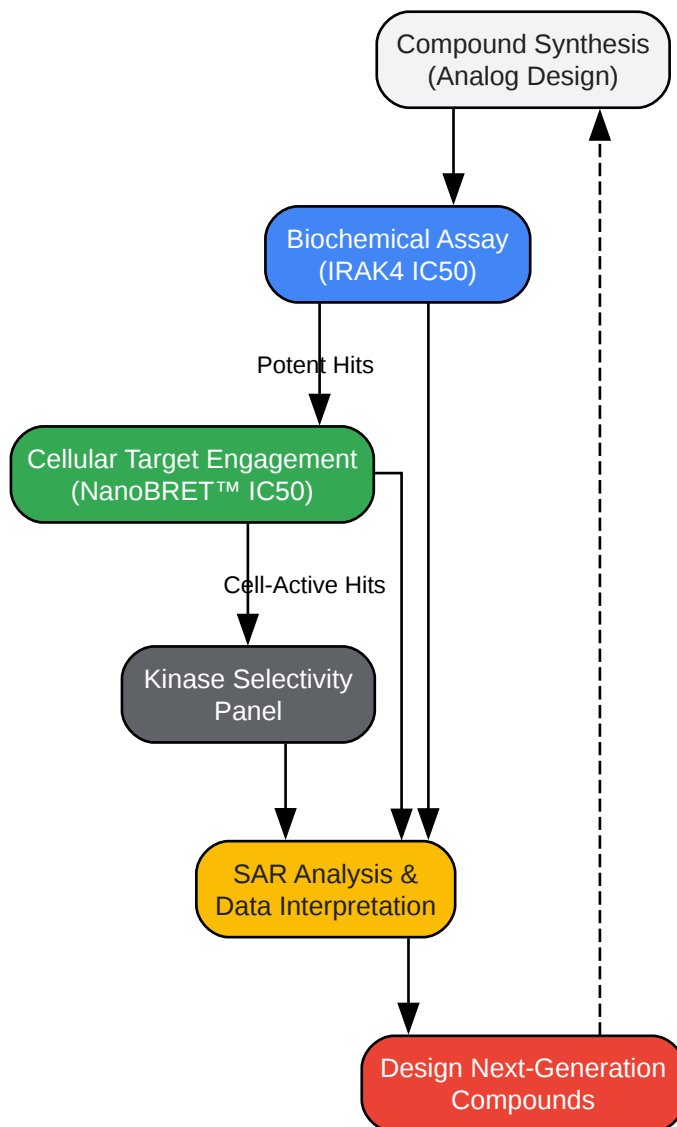 Compound Synthesis
(Analog Design)
Biochemical Assay
(IRAK4 IC50)
Potent Hits
Cellular Target Engagement
(NanoBRET™ IC50)
Cell-Active Hits
Kinase Selectivity
Panel
SAR Analysis &
Data Interpretation
Design Next-Generation
Compounds